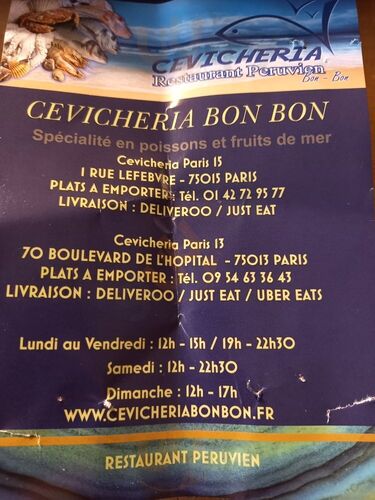 CEVICHERIA
Restaurant Peruvien
Bon - Bon
CEVICHERIA BON BON
Spécialité en poissons et fruits de mer
Cevicheria Paris 15
1 RUE LEFEBVRE - 75015 PARIS
PLATS A EMPORTER : Tél. 01 42 72 95 77
LIVRAISON : DELIVEROO / JUST EAT
Cevicheria Paris 13
70 BOULEVARD DE L'HOPITAL - 75013 PARIS
PLATS A EMPORTER : Tél. 09 54 63 36 43
LIVRAISON : DELIVEROO / JUST EAT / UBER EATS
Lundi au Vendredi : 12h - 15h / 19h - 22h30
Samedi : 12h - 22h30
Dimanche : 12h - 17h
WWW.CEVICHERIABONBON.FR
RESTAURANT PERUVIEN